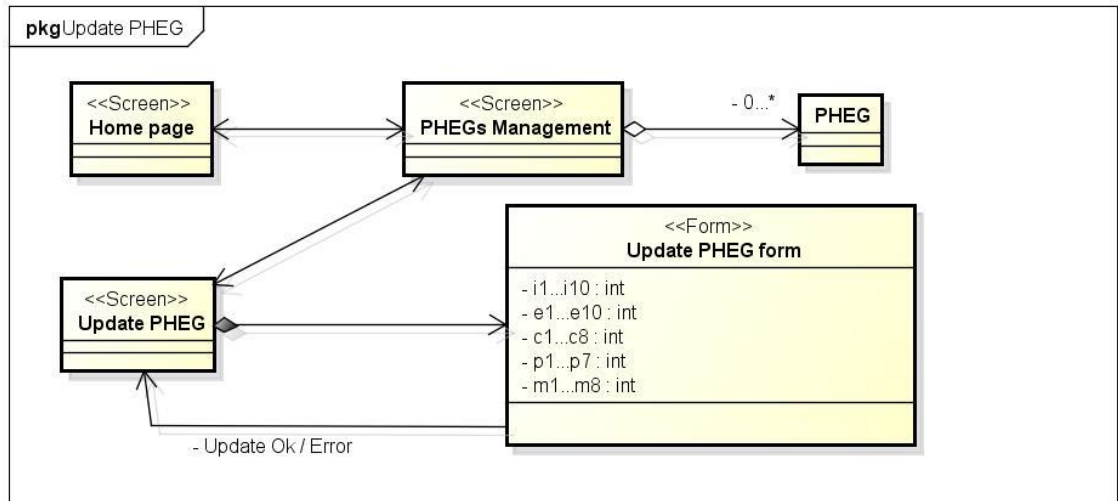 pkgUpdate PHEG
<<Screen>>
Home page
<<Screen>>
PHEGs Management
- 0...*
PHEG
<<Screen>>
Update PHEG
<<Form>>
Update PHEG form
- i1...i10 : int
- e1...e10 : int
- c1...c8 : int
- p1...p7 : int
- m1...m8 : int
- Update Ok / Error